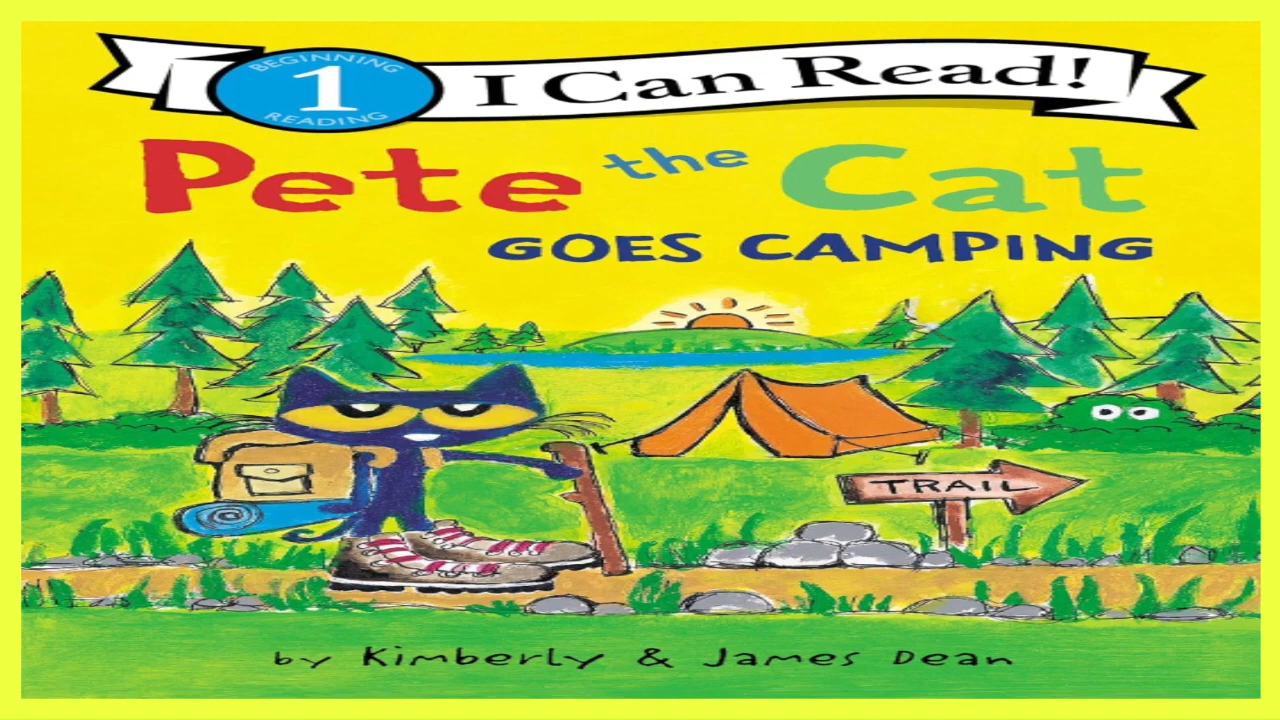 BEGINNING
1
READING
I Can Read!
Pete the Cat
GOES CAMPING
TRAIL
by Kimberly & James Dean